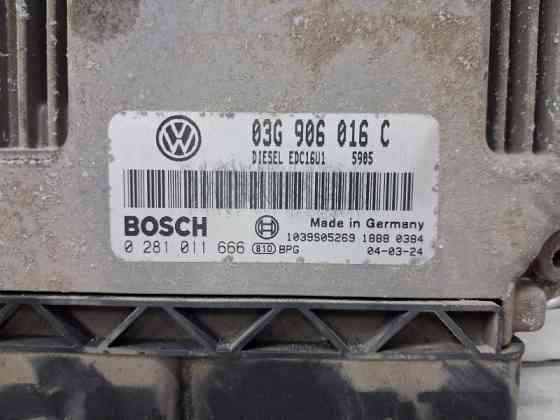 03G 906 016 C
DIESEL EDC16U1 5905
BOSCH
Made in Germany
1039S05269 1888 0384
0 281 011 666 810 BPG 04-03-24